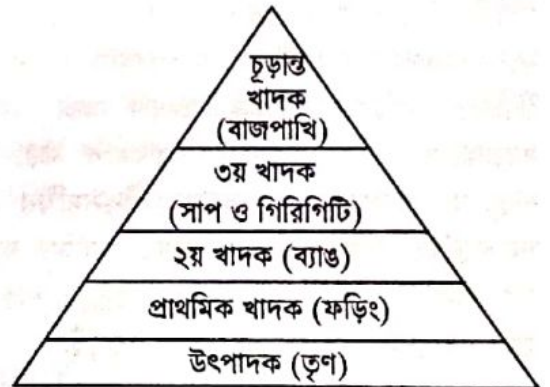 চূড়ান্ত
খাদক
(বাজপাখি)
৩য় খাদক
(সাপ ও গিরিগিটি)
২য় খাদক (ব্যাঙ)
প্রাথমিক খাদক (ফড়িং)
উৎপাদক (তৃণ)